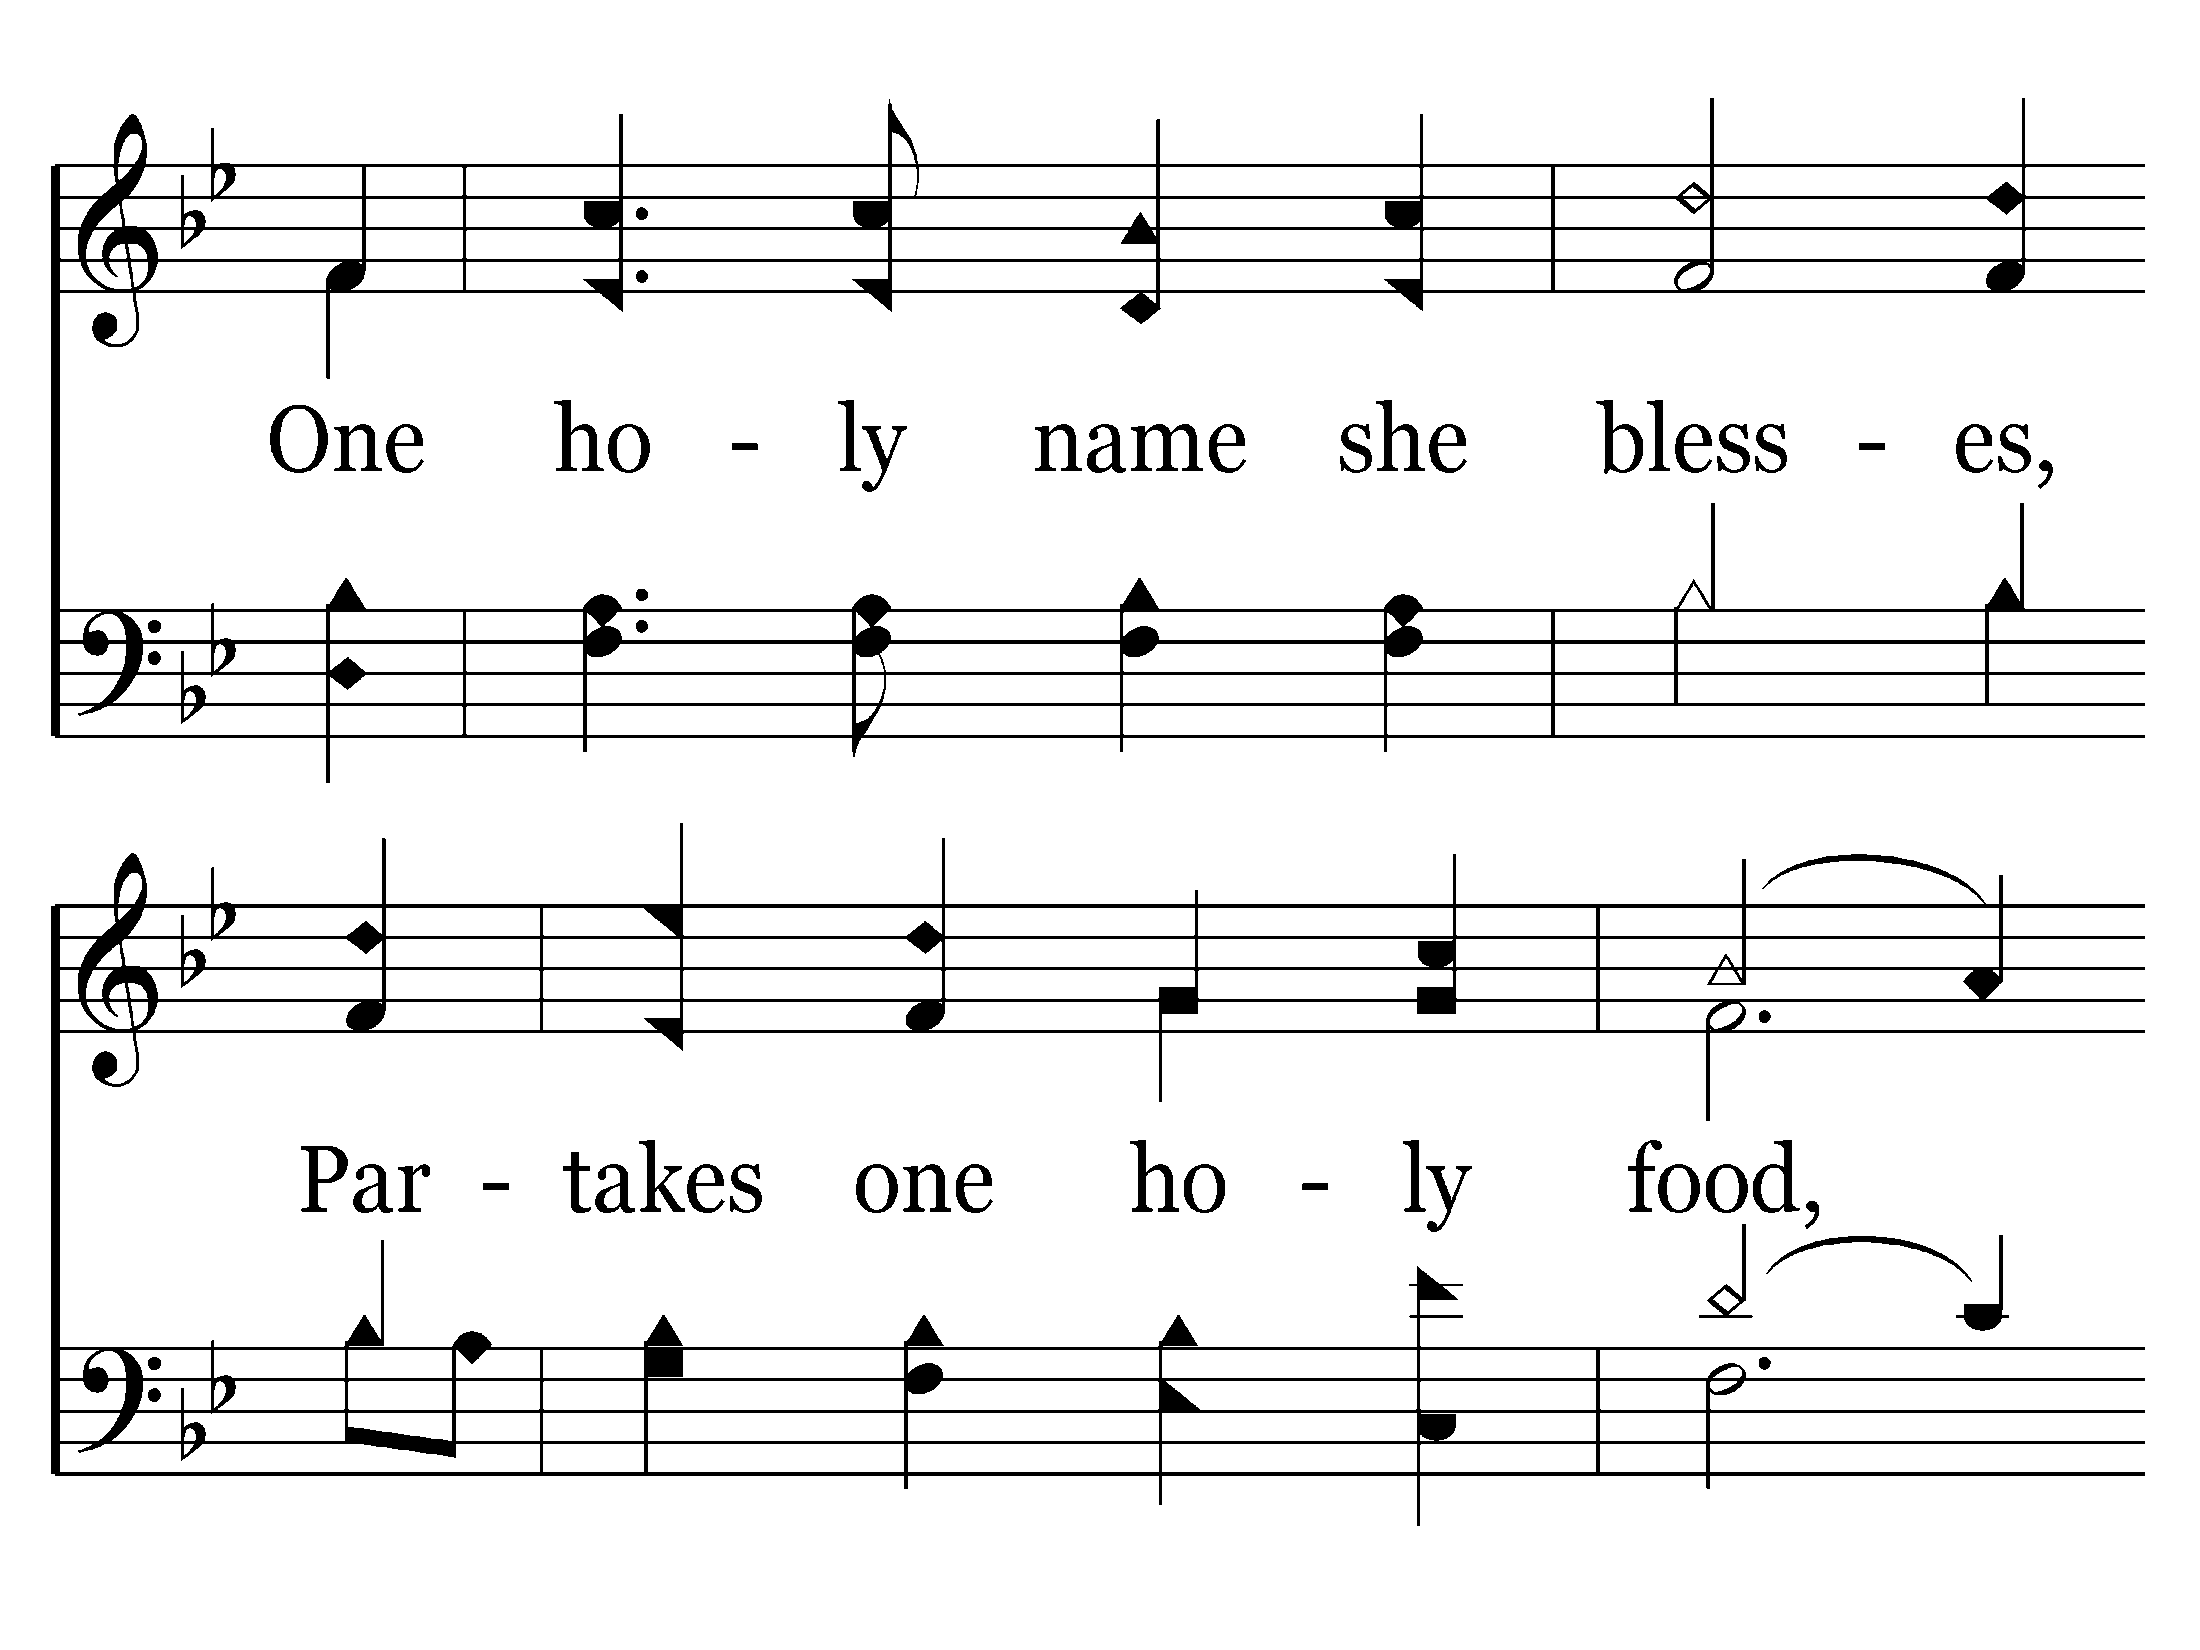 One ho - ly name she bless - es,
Par - takes one ho - ly food,